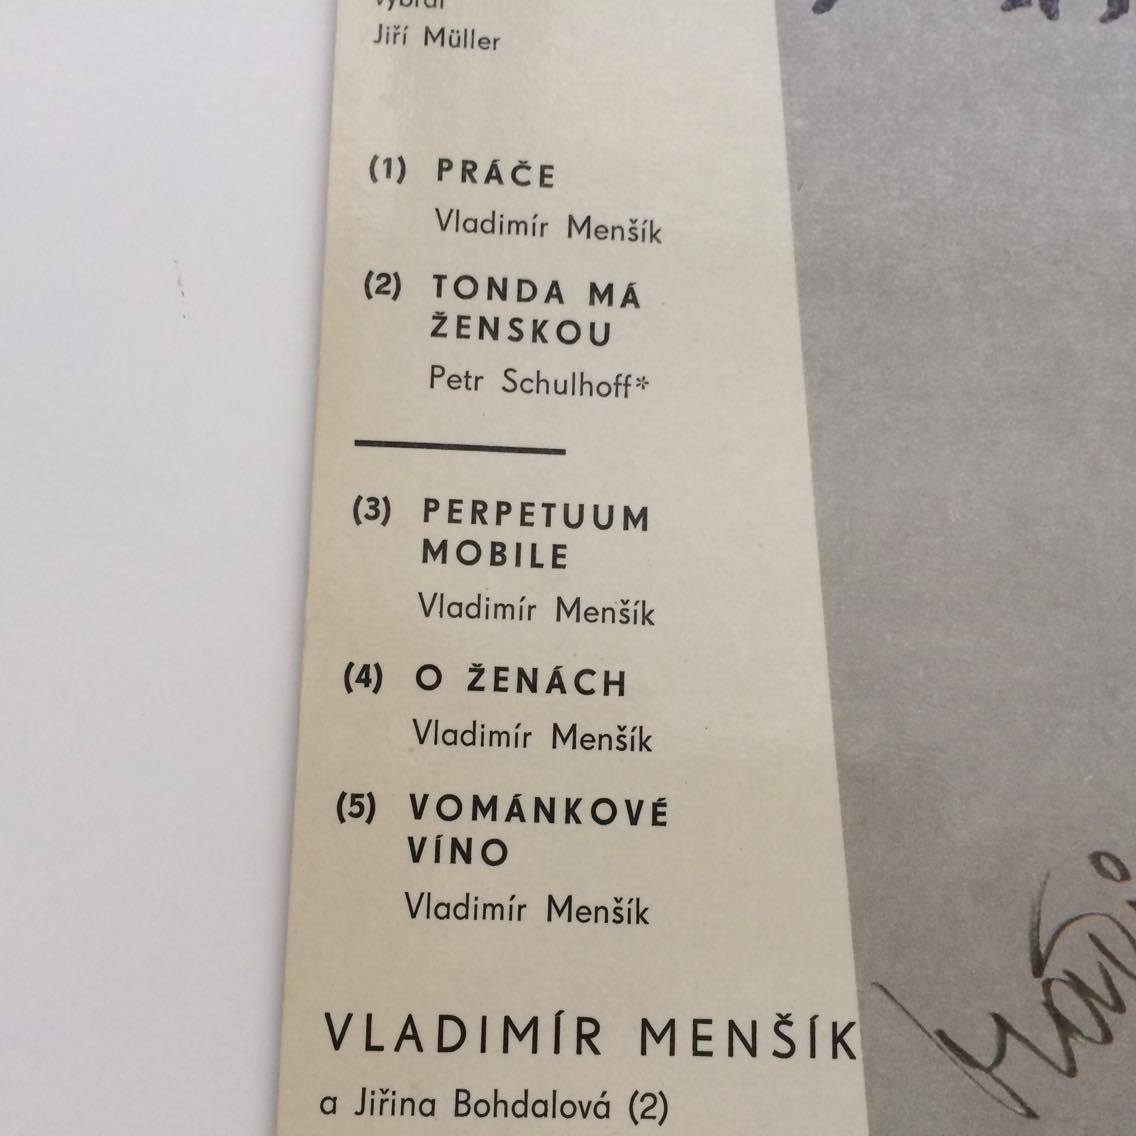 vybral
Jiří Müller
(1) PRÁČE
Vladimír Menšík
(2) TONDA MÁ
ŽENSKOU
Petr Schulhoff*
(3) PERPETUUM
MOBILE
Vladimír Menšík
(4) O ŽENÁCH
Vladimír Menšík
(5) VOMÁNKOVÉ
VÍNO
Vladimír Menšík
VLADIMÍR MENŠÍK
a Jiřina Bohdalová (2)